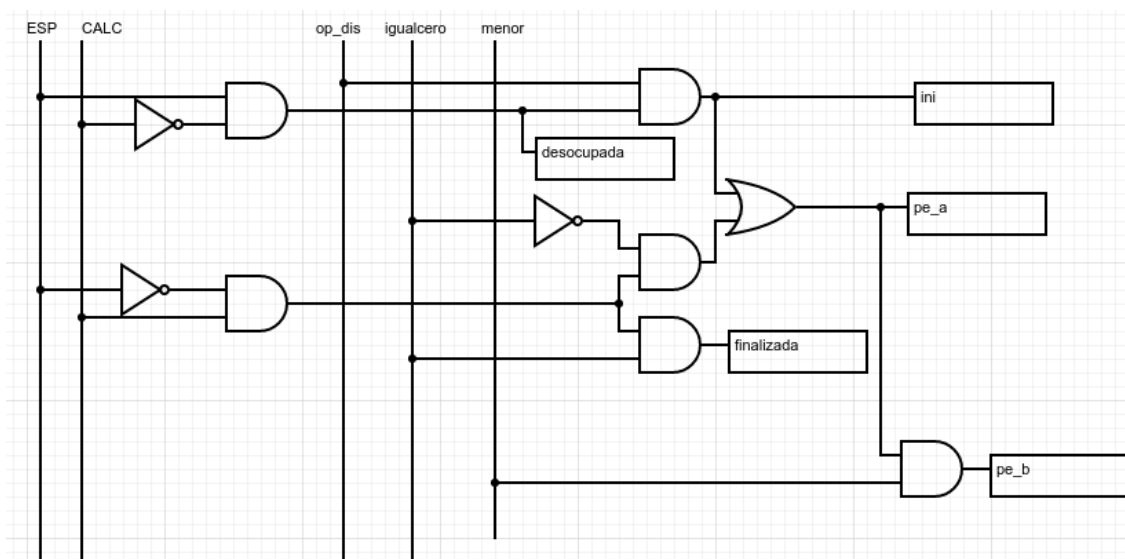 ESP CALC op_dis igualcero menor
ini
desocupada
pe_a
finalizada
pe_b